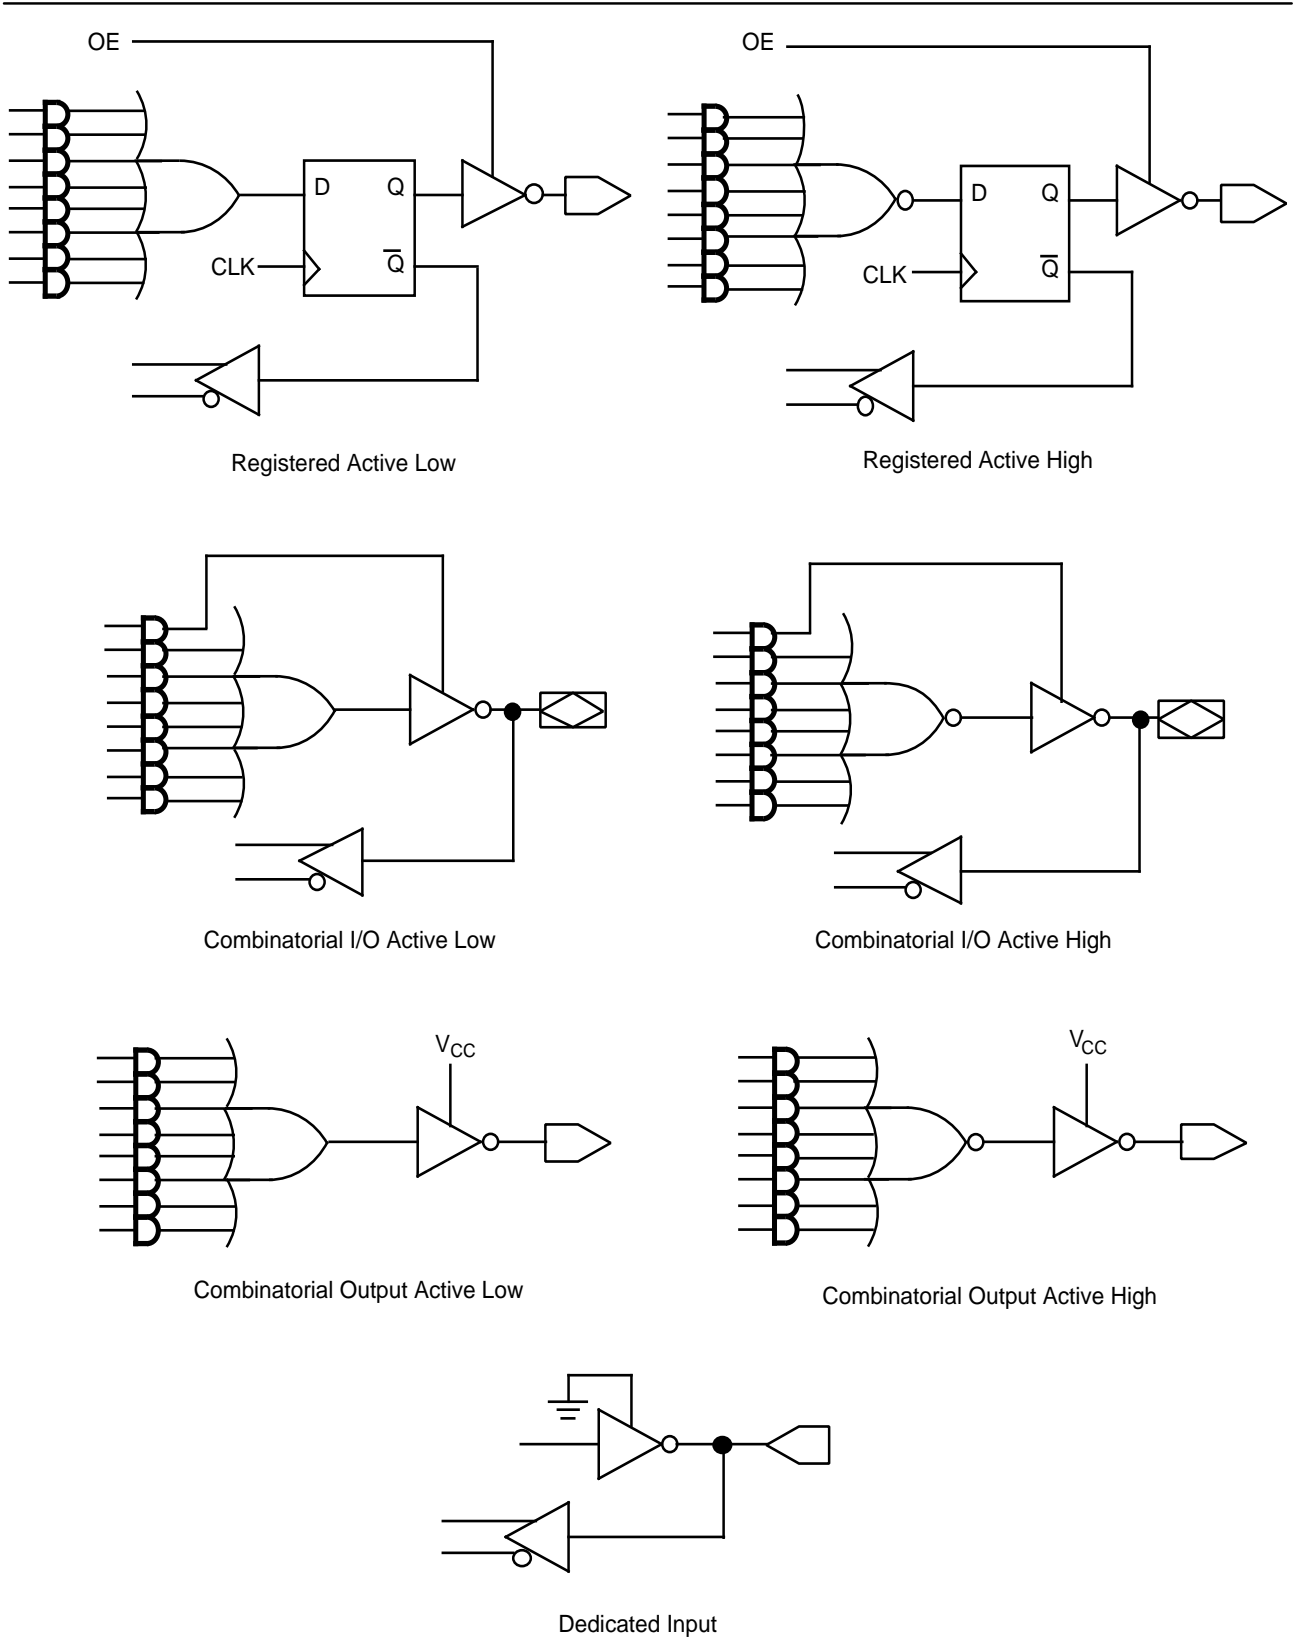 OE
OE
D Q
CLK Q̅
D Q
CLK Q̅
Registered Active Low
Registered Active High
Combinatorial I/O Active Low
Combinatorial I/O Active High
VCC
VCC
Combinatorial Output Active Low
Combinatorial Output Active High
Dedicated Input